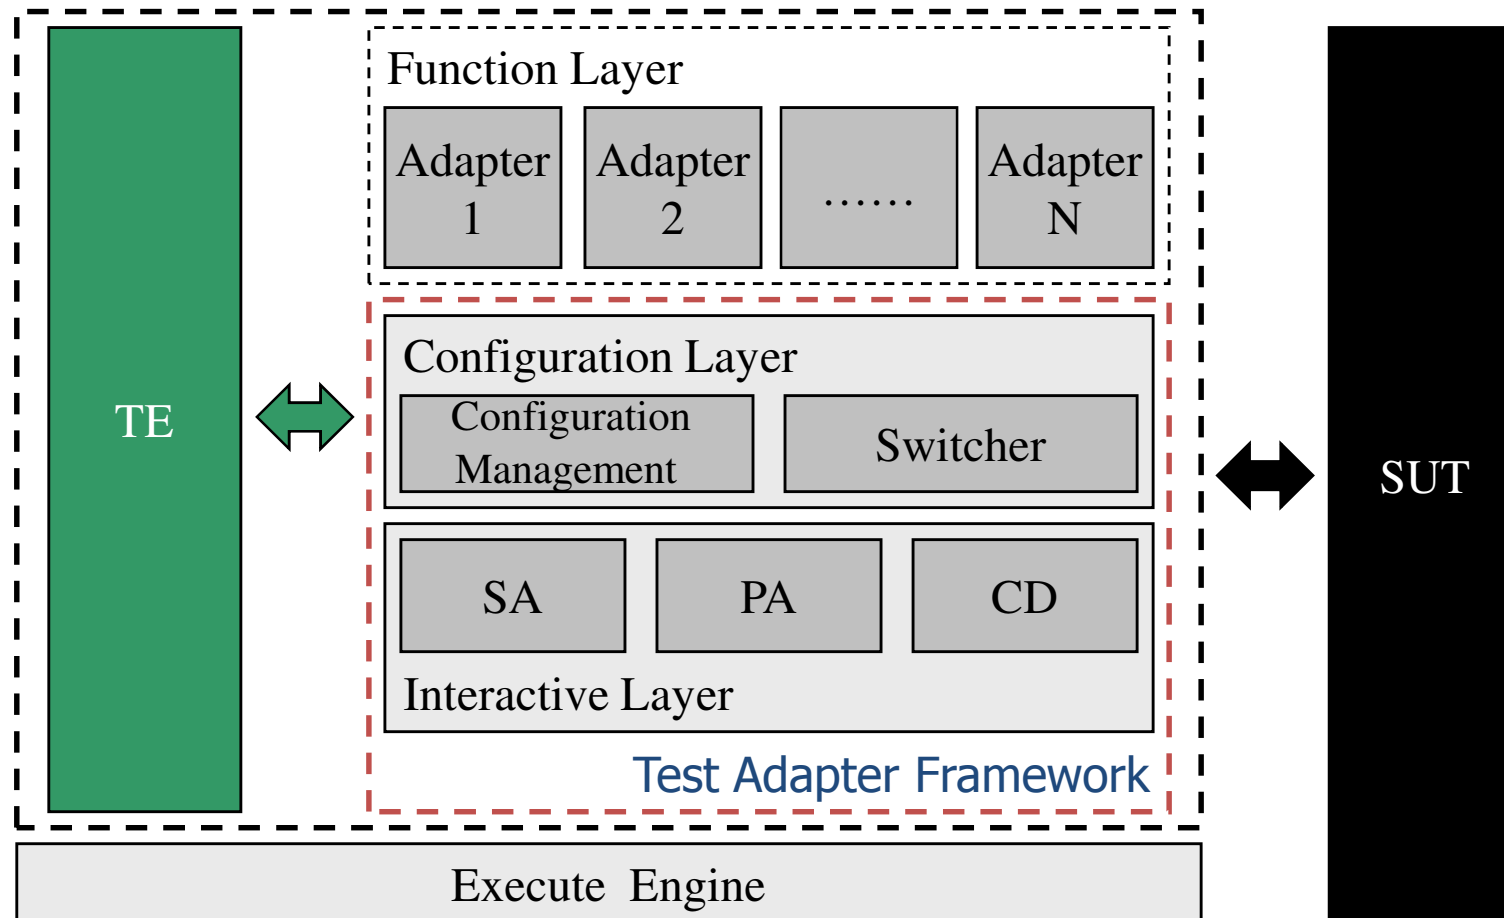 Function Layer
Adapter
1
Adapter
2
……
Adapter
N
Configuration Layer
Configuration
Management
Switcher
TE
SUT
SA
PA
CD
Interactive Layer
Test Adapter Framework
Execute Engine